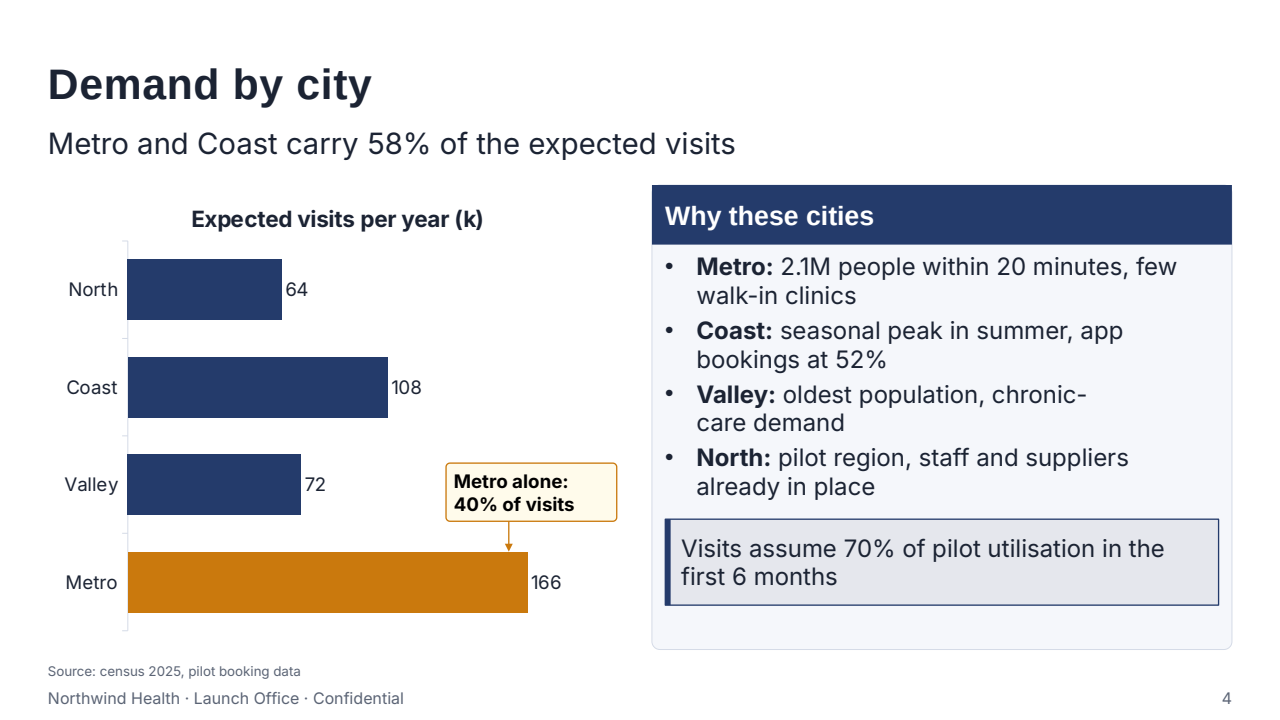 Demand by city
Metro and Coast carry 58% of the expected visits
Expected visits per year (k)
North
64
Coast
108
Valley
72
Metro alone:
40% of visits
Metro
166
Why these cities
• Metro: 2.1M people within 20 minutes, few
walk-in clinics
• Coast: seasonal peak in summer, app
bookings at 52%
• Valley: oldest population, chronic-
care demand
• North: pilot region, staff and suppliers
already in place
Visits assume 70% of pilot utilisation in the
first 6 months
Source: census 2025, pilot booking data
Northwind Health · Launch Office · Confidential
4